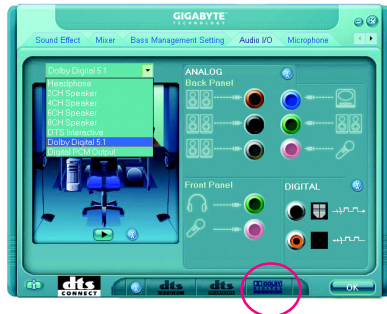 GIGABYTE
TECHNOLOGY
Sound Effect Mixer Bass Management Setting Audio I/O Microphone
Dolby Digital 5.1
Headphone
2CH Speaker
4CH Speaker
6CH Speaker
8CH Speaker
DTS Interactive
Dolby Digital 5.1
Digital PCM Output
ANALOG
Back Panel
Front Panel
DIGITAL
dts
CONNECT
dts
dts
DOLBY
OK